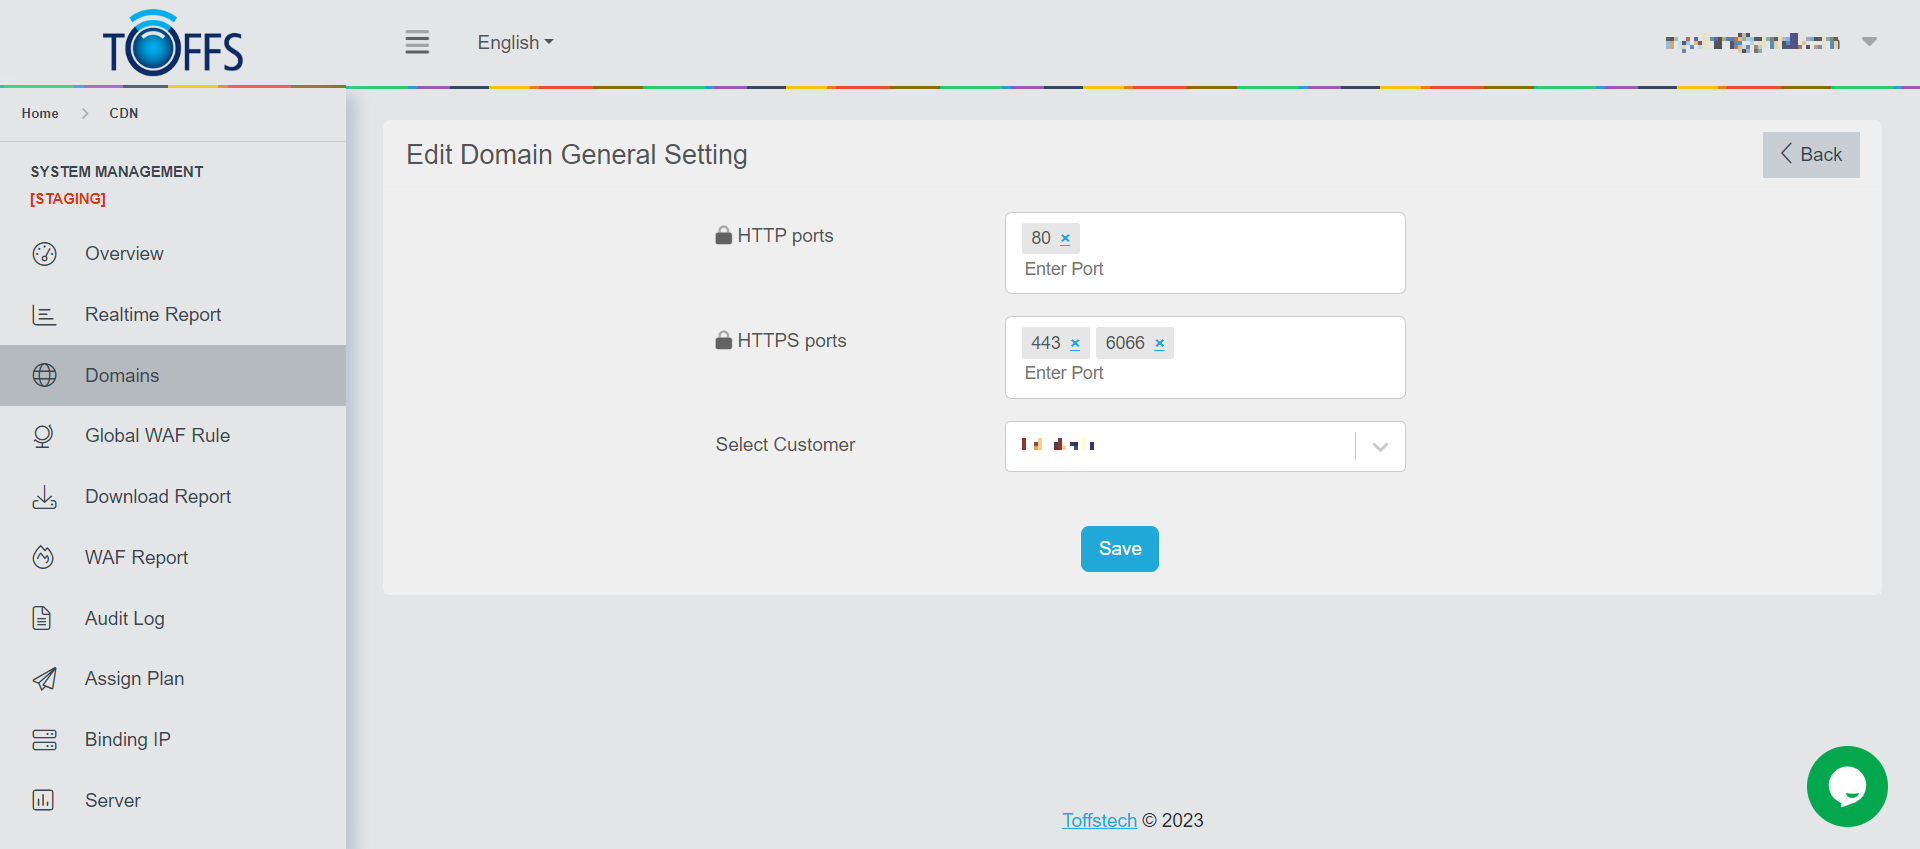 TOFFS
English
Home
CDN
SYSTEM MANAGEMENT
[STAGING]
Overview
Realtime Report
Domains
Global WAF Rule
Download Report
WAF Report
Audit Log
Assign Plan
Binding IP
Server
Edit Domain General Setting
Back
HTTP ports
80 ×
Enter Port
HTTPS ports
443 × 6066 ×
Enter Port
Select Customer
Save
Toffstech © 2023